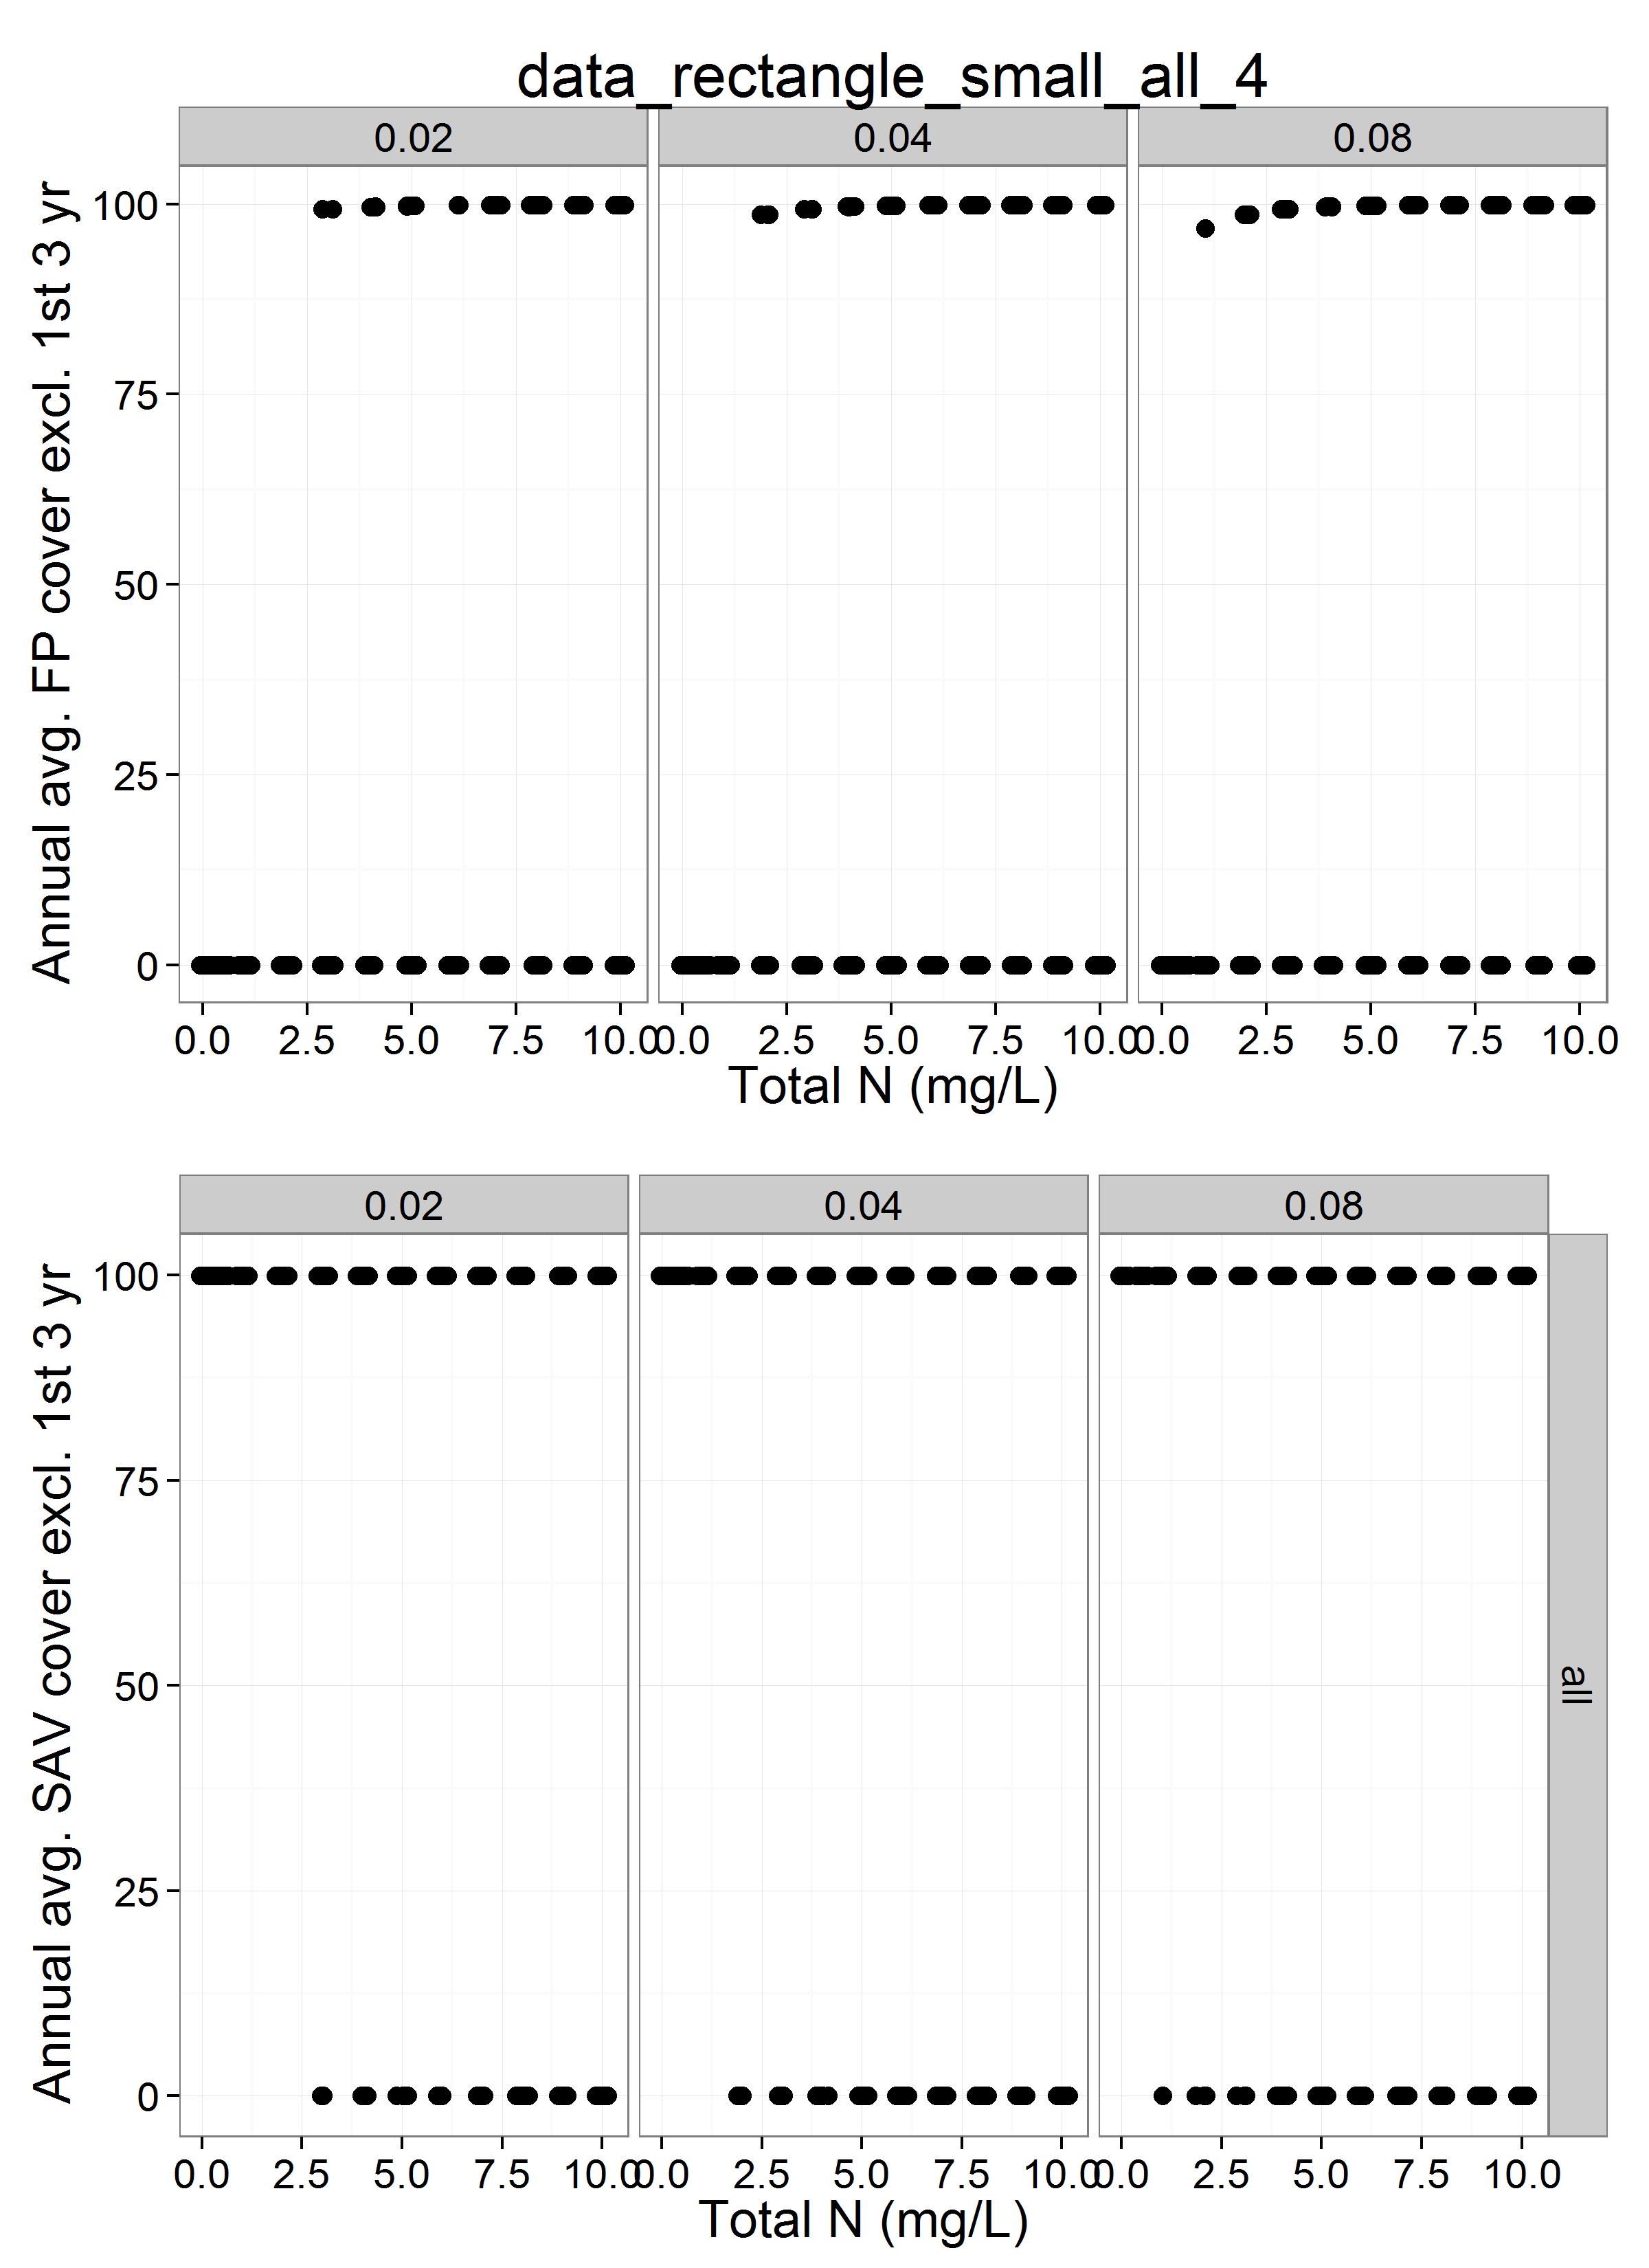 data_rectangle_small_all_4
0.02 0.04 0.08
Annual avg. FP cover excl. 1st 3 yr
100
75
50
25
0
0.0 2.5 5.0 7.5 10.0 0.0 2.5 5.0 7.5 10.0 0.0 2.5 5.0 7.5 10.0
Total N (mg/L)
0.02 0.04 0.08
Annual avg. SAV cover excl. 1st 3 yr
100
75
50
25
0
all
0.0 2.5 5.0 7.5 10.0 0.0 2.5 5.0 7.5 10.0 0.0 2.5 5.0 7.5 10.0
Total N (mg/L)